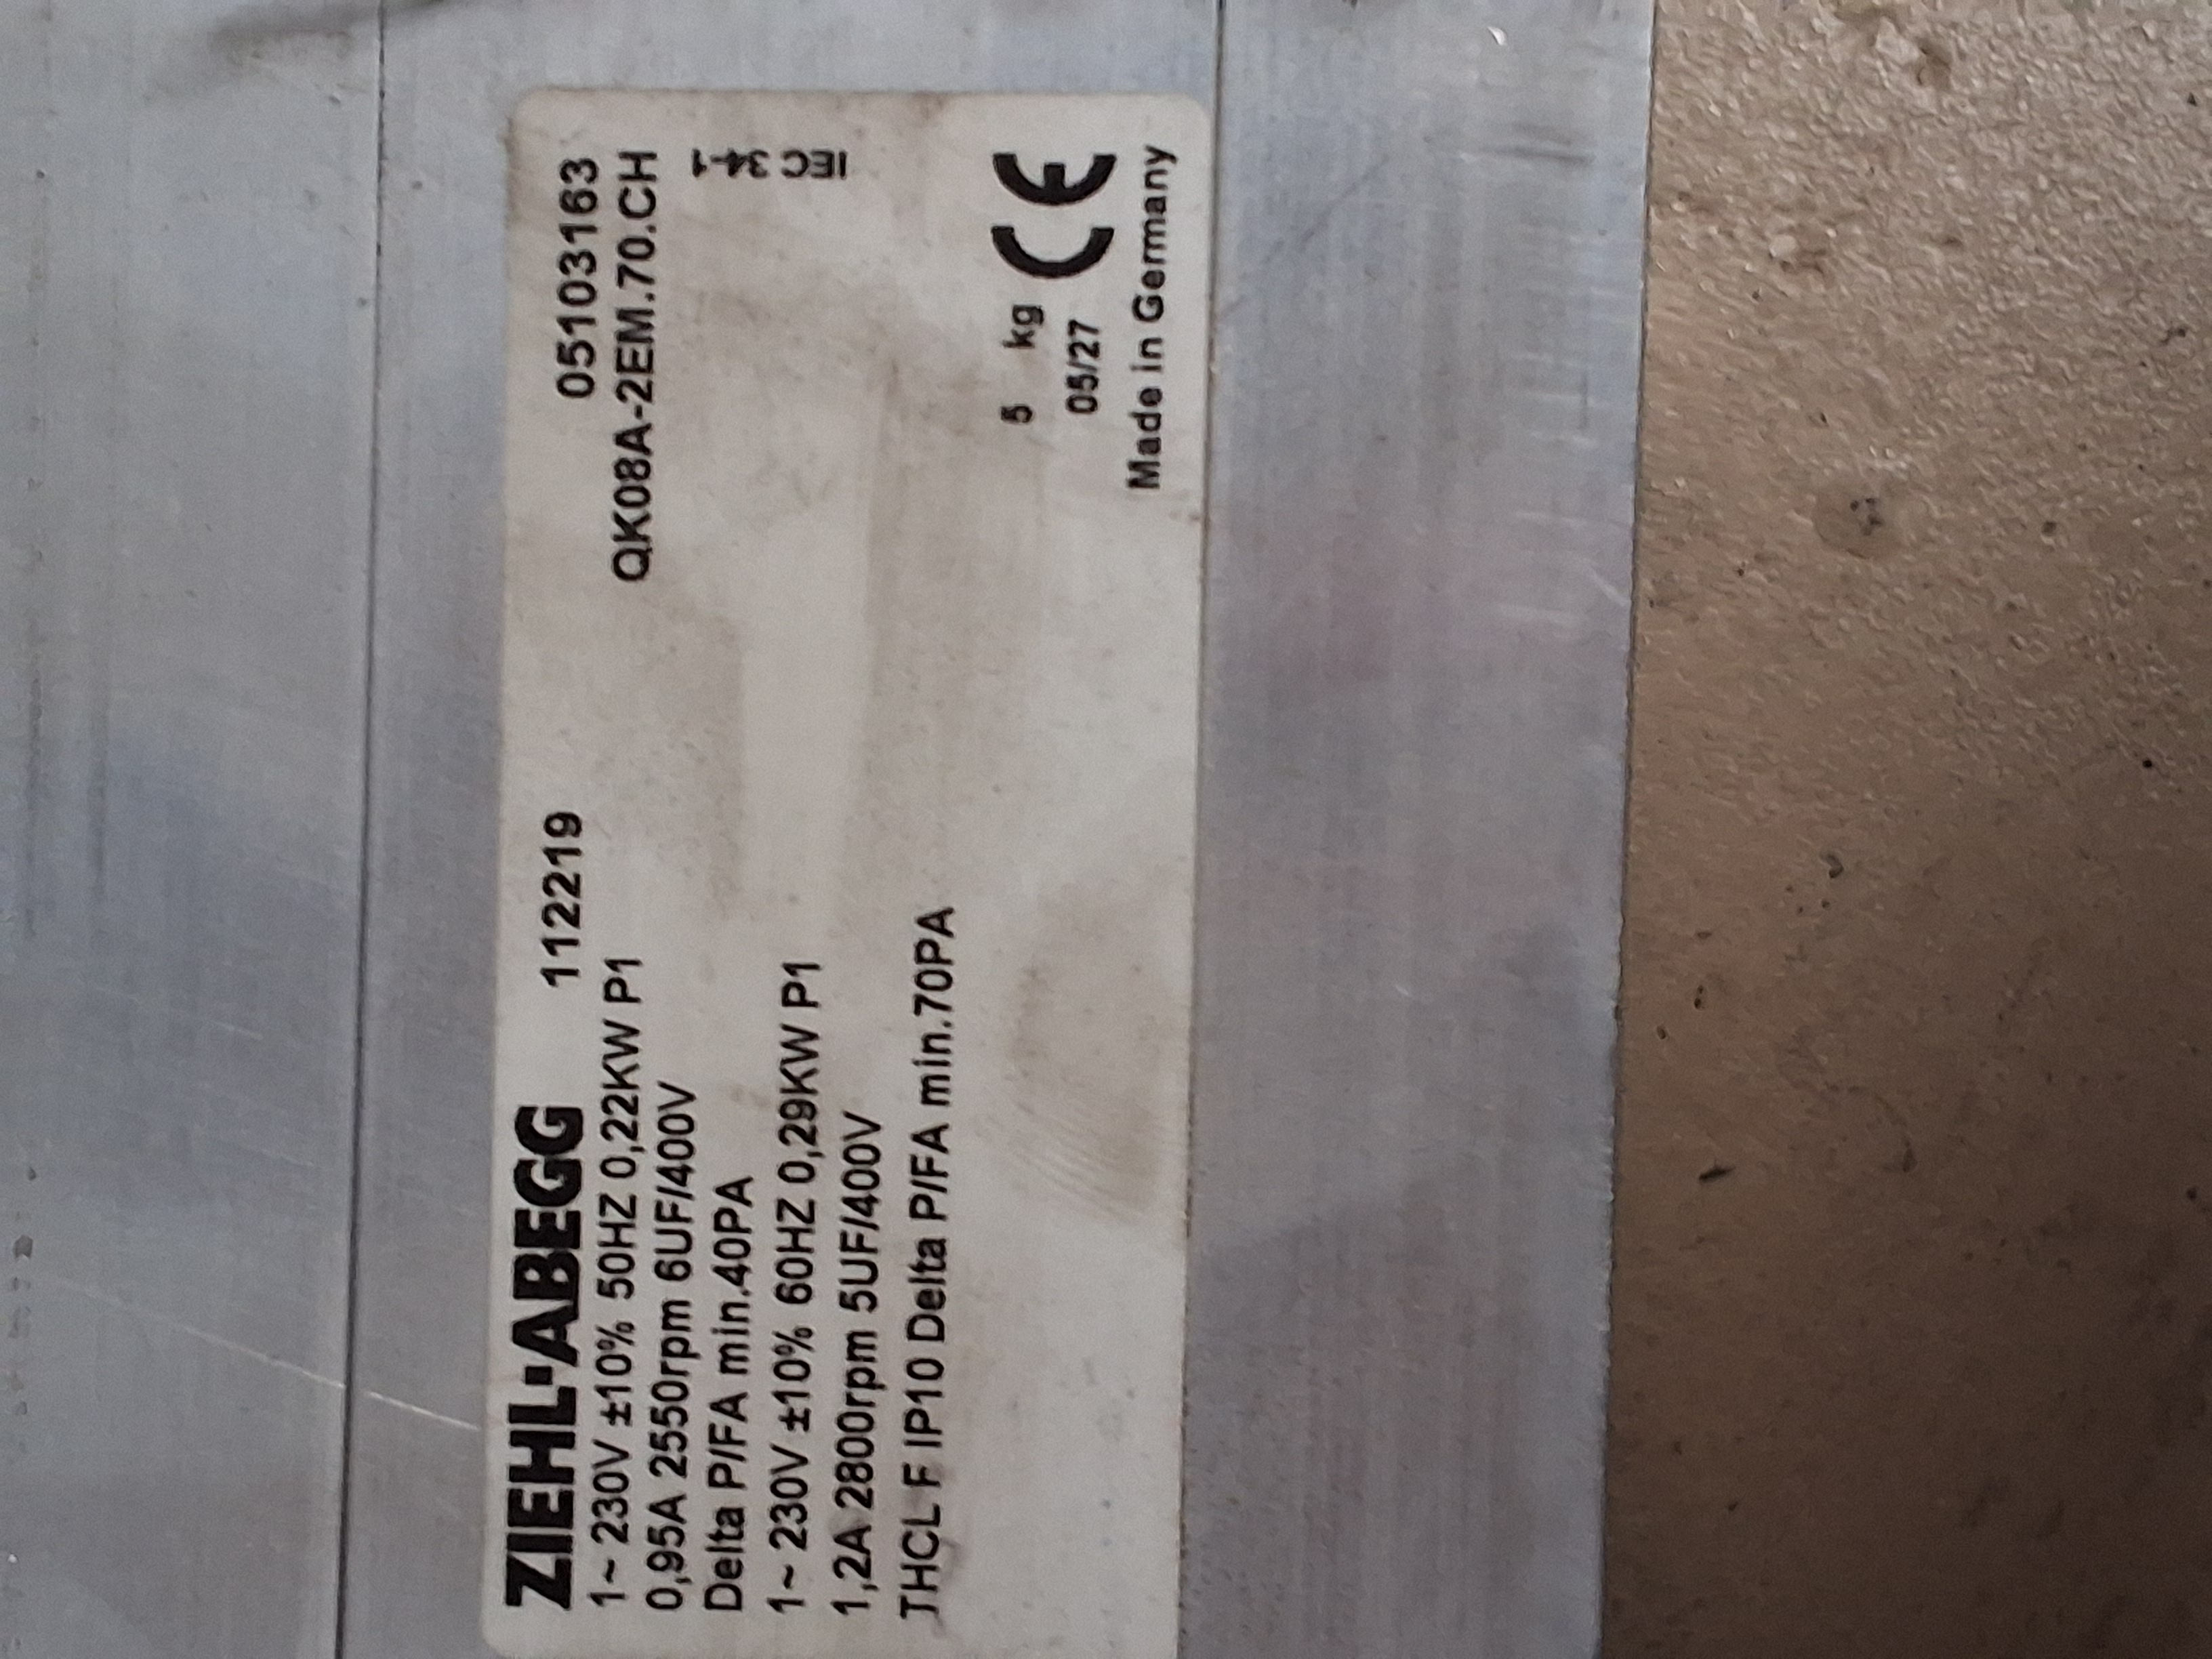 ZIEHL-ABEGG 112219 05103163
1~ 230V ±10% 50HZ 0,22KW P1 QK08A-2EM.70.CH
0,95A 2550rpm 6UF/400V
Delta P/FA min.40PA
IEC 34-1
1~ 230V ±10% 60HZ 0,29KW P1
1,2A 2800rpm 5UF/400V
THCL F IP10 Delta P/FA min.70PA
5 kg
05/27
CE
Made in Germany